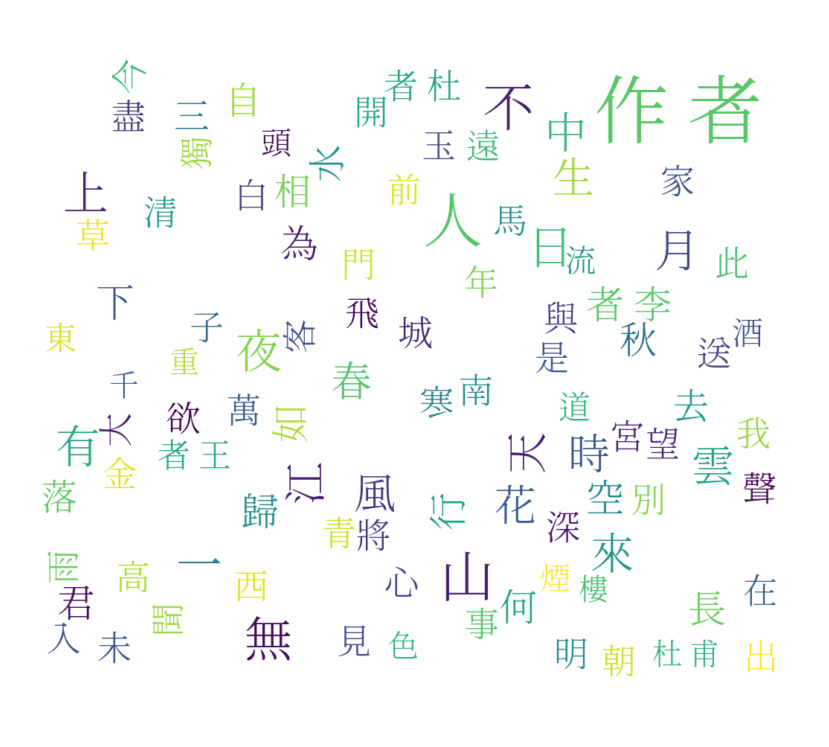 今
者 杜
作 者
不
盡
三
自
開
中
頭
玉
遠
獨
水
生
家
上
白
相
前
清
人
馬
草
為
日
月
門
流
此
年
下
飛
者 李
東
子
客
城
與
秋
酒
夜
是
送
重
春
千
寒
南
欲
萬
如
道
去
大
有
者 王
天
時
宮
望
我
金
雲
聲
落
江
風
花
空
別
歸
行
青
將
深
來
雨
一
高
西
心
山
煙
樓
在
君
聞
事
何
長
入
未
無
見
色
明
朝
杜 甫
出